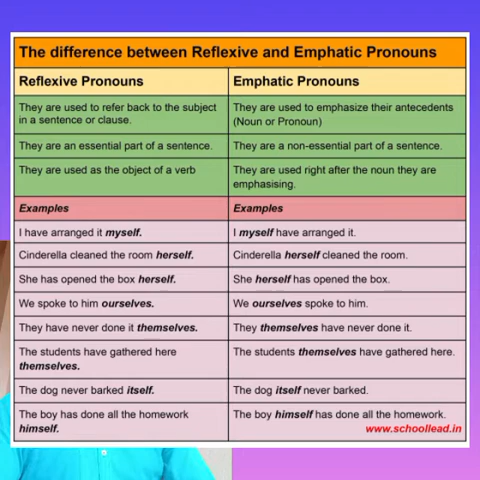 The difference between Reflexive and Emphatic Pronouns
Reflexive Pronouns
Emphatic Pronouns
They are used to refer back to the subject
in a sentence or clause.
They are used to emphasize their antecedents
(Noun or Pronoun)
They are an essential part of a sentence.
They are a non-essential part of a sentence.
They are used as the object of a verb
They are used right after the noun they are
emphasising.
Examples
Examples
I have arranged it myself.
I myself have arranged it.
Cinderella cleaned the room herself.
Cinderella herself cleaned the room.
She has opened the box herself.
She herself has opened the box.
We spoke to him ourselves.
We ourselves spoke to him.
They have never done it themselves.
They themselves have never done it.
The students have gathered here
themselves.
The students themselves have gathered here.
The dog never barked itself.
The dog itself never barked.
The boy has done all the homework
himself.
The boy himself has done all the homework.
www.schoollead.in